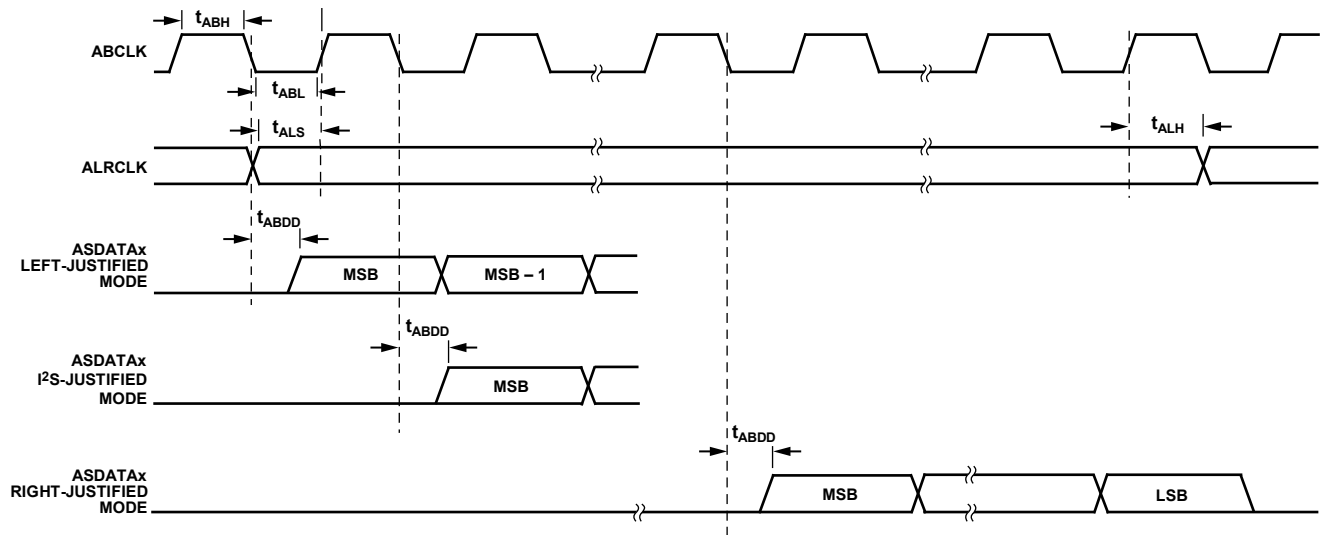 tABH
ABCLK
tABL
tALS
tALH
ALRCLK
tABDD
ASDATAx
LEFT-JUSTIFIED
MODE
MSB
MSB – 1
tABDD
ASDATAx
I²S-JUSTIFIED
MODE
MSB
tABDD
ASDATAx
RIGHT-JUSTIFIED
MODE
MSB
LSB